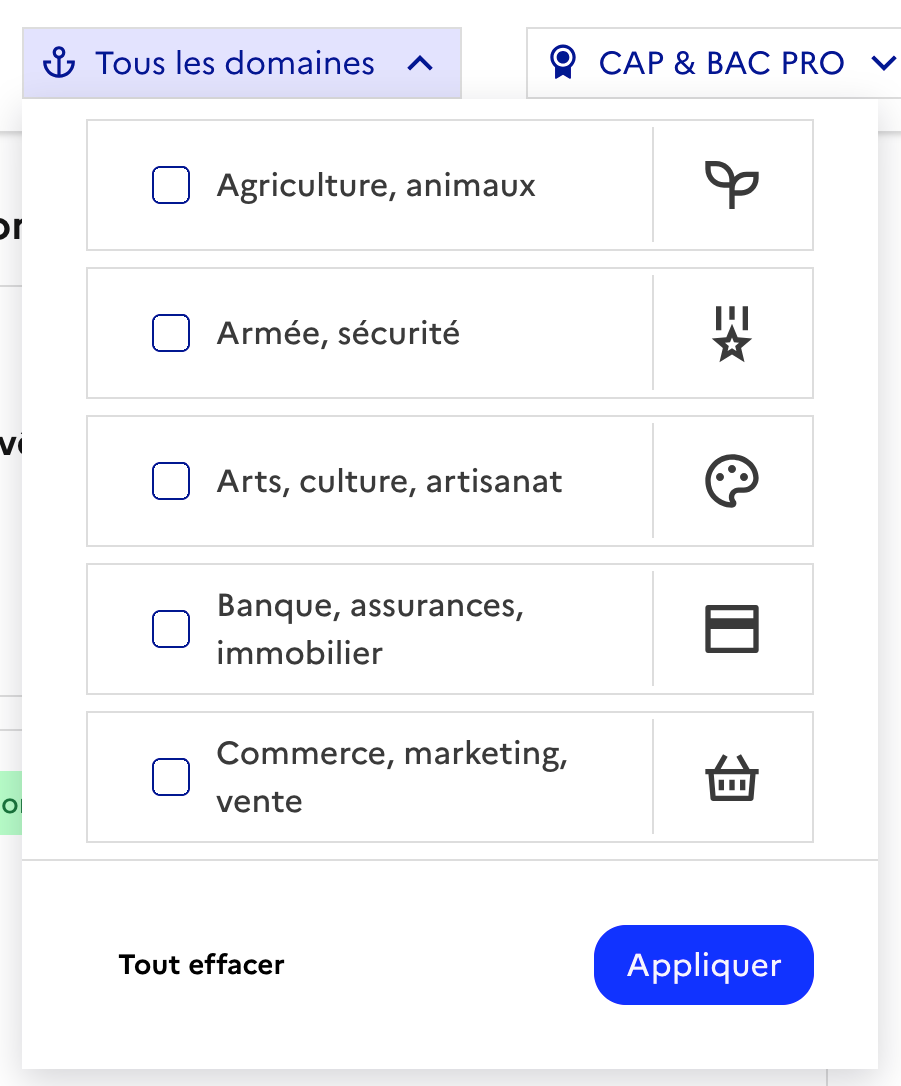 Tous les domaines
CAP & BAC PRO
Agriculture, animaux
Armée, sécurité
Arts, culture, artisanat
Banque, assurances,
immobilier
Commerce, marketing,
vente
Tout effacer
Appliquer